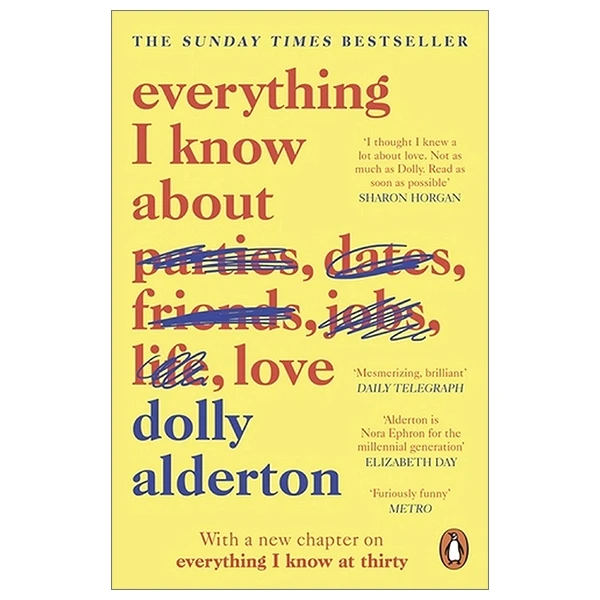 THE SUNDAY TIMES BESTSELLER
everything
I know
about
parties, dates,
friends, jobs,
life, love
dolly
alderton
‘I thought I knew a
lot about love. Not as
much as Dolly. Read as
soon as possible’
SHARON HORGAN
‘Mesmerizing, brilliant’
DAILY TELEGRAPH
‘Alderton is
Nora Ephron for the
millennial generation’
ELIZABETH DAY
‘Furiously funny’
METRO
With a new chapter on
everything I know at thirty